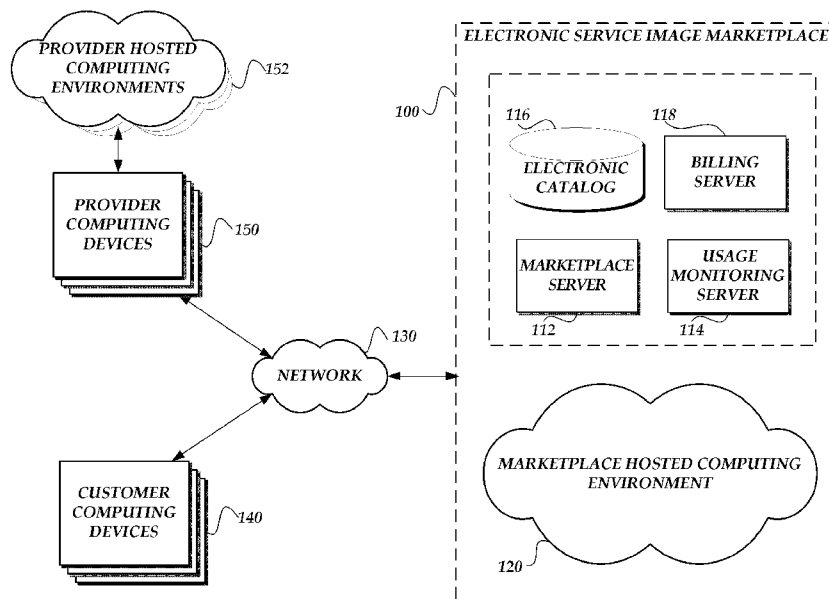 PROVIDER HOSTED
COMPUTING
ENVIRONMENTS
152
PROVIDER
COMPUTING
DEVICES
150
NETWORK
130
CUSTOMER
COMPUTING
DEVICES
140
ELECTRONIC SERVICE IMAGE MARKETPLACE
100
116
ELECTRONIC
CATALOG
118
BILLING
SERVER
MARKETPLACE
SERVER
112
USAGE
MONITORING
SERVER
114
MARKETPLACE HOSTED COMPUTING
ENVIRONMENT
120